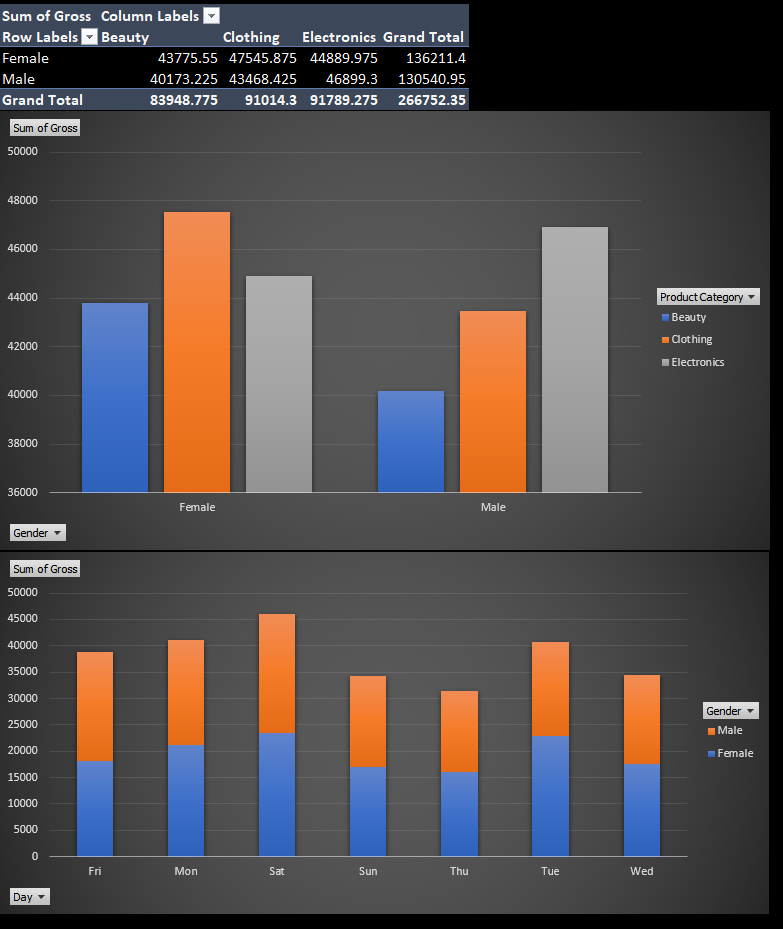 Sum of Gross Column Labels
Row Labels Beauty Clothing Electronics Grand Total
Female 43775.55 47545.875 44889.975 136211.4
Male 40173.225 43468.425 46899.3 130540.95
Grand Total 83948.775 91014.3 91789.275 266752.35
Sum of Gross
50000
48000
46000
44000
42000
40000
38000
36000
Female Male
Product Category
Beauty
Clothing
Electronics
Gender
Sum of Gross
50000
45000
40000
35000
30000
25000
20000
15000
10000
5000
0
Fri Mon Sat Sun Thu Tue Wed
Gender
Male
Female
Day